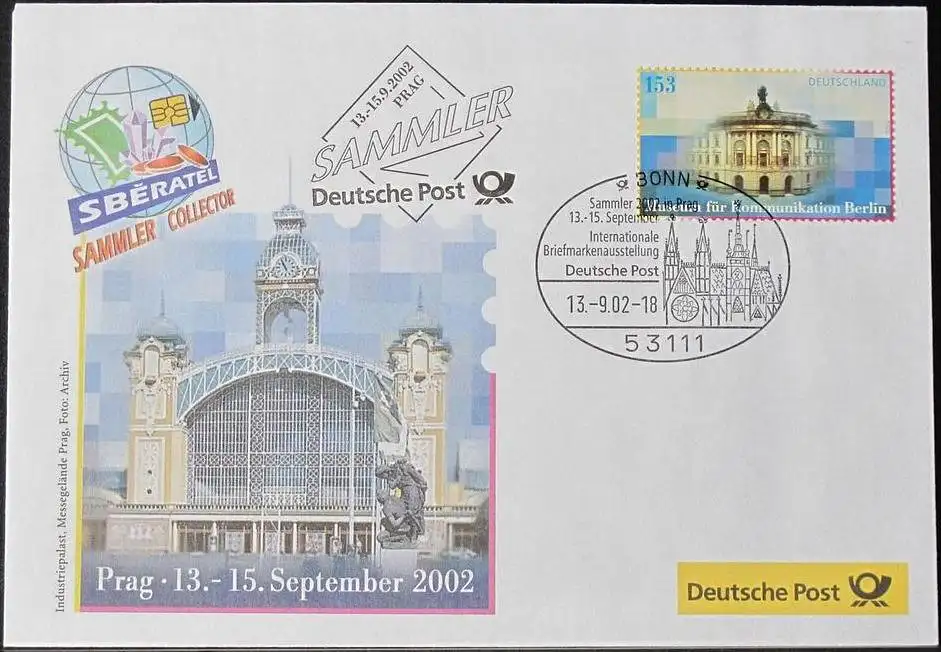 SBĚRATEL
SAMMLER COLLECTOR
13.-15.9.2002
PRAG
SAMMLER
Deutsche Post
153
DEUTSCHLAND
Museum für Kommunikation Berlin
BONN
Sammler 2002 in Prag
13.-15. September
Internationale
Briefmarkenausstellung
Deutsche Post
13.-9.02-18
53111
Industriepalast, Messegelände Prag, Foto: Archiv
Prag · 13.- 15. September 2002
Deutsche Post